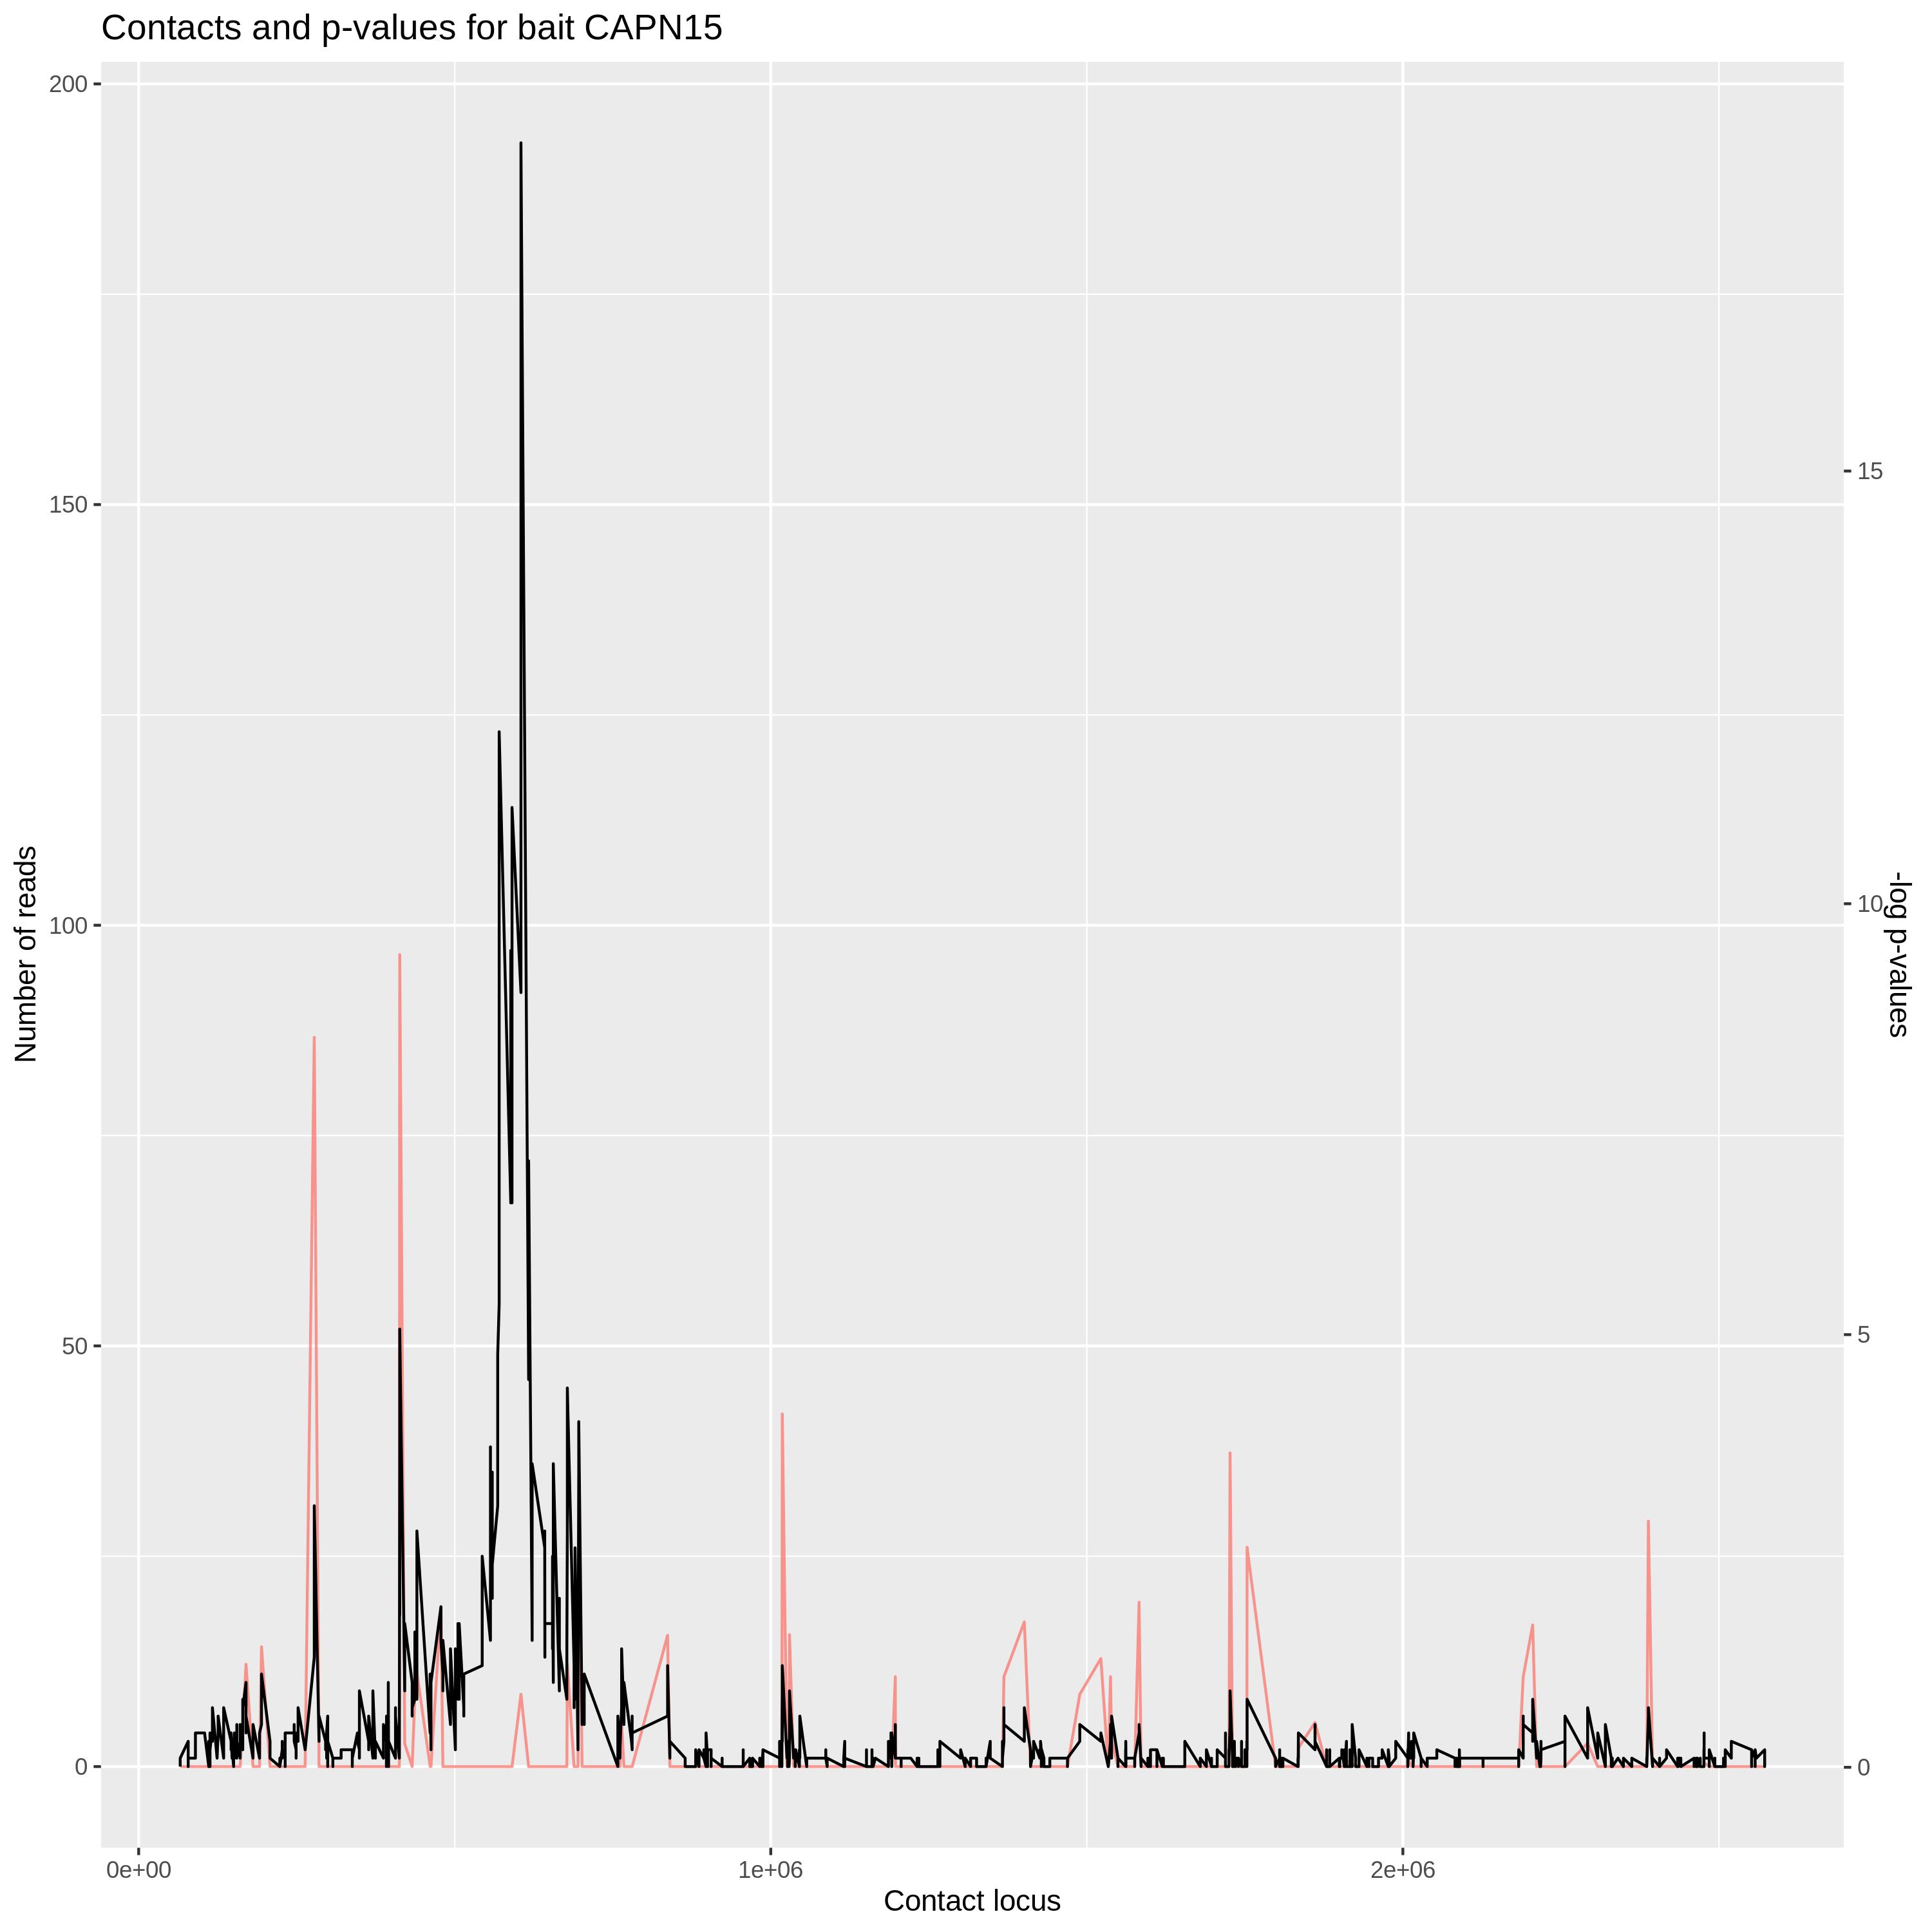 Contacts and p-values for bait CAPN15
200
150
100
50
0
Number of reads
15
10
5
0
-log p-values
0e+00
1e+06
2e+06
Contact locus